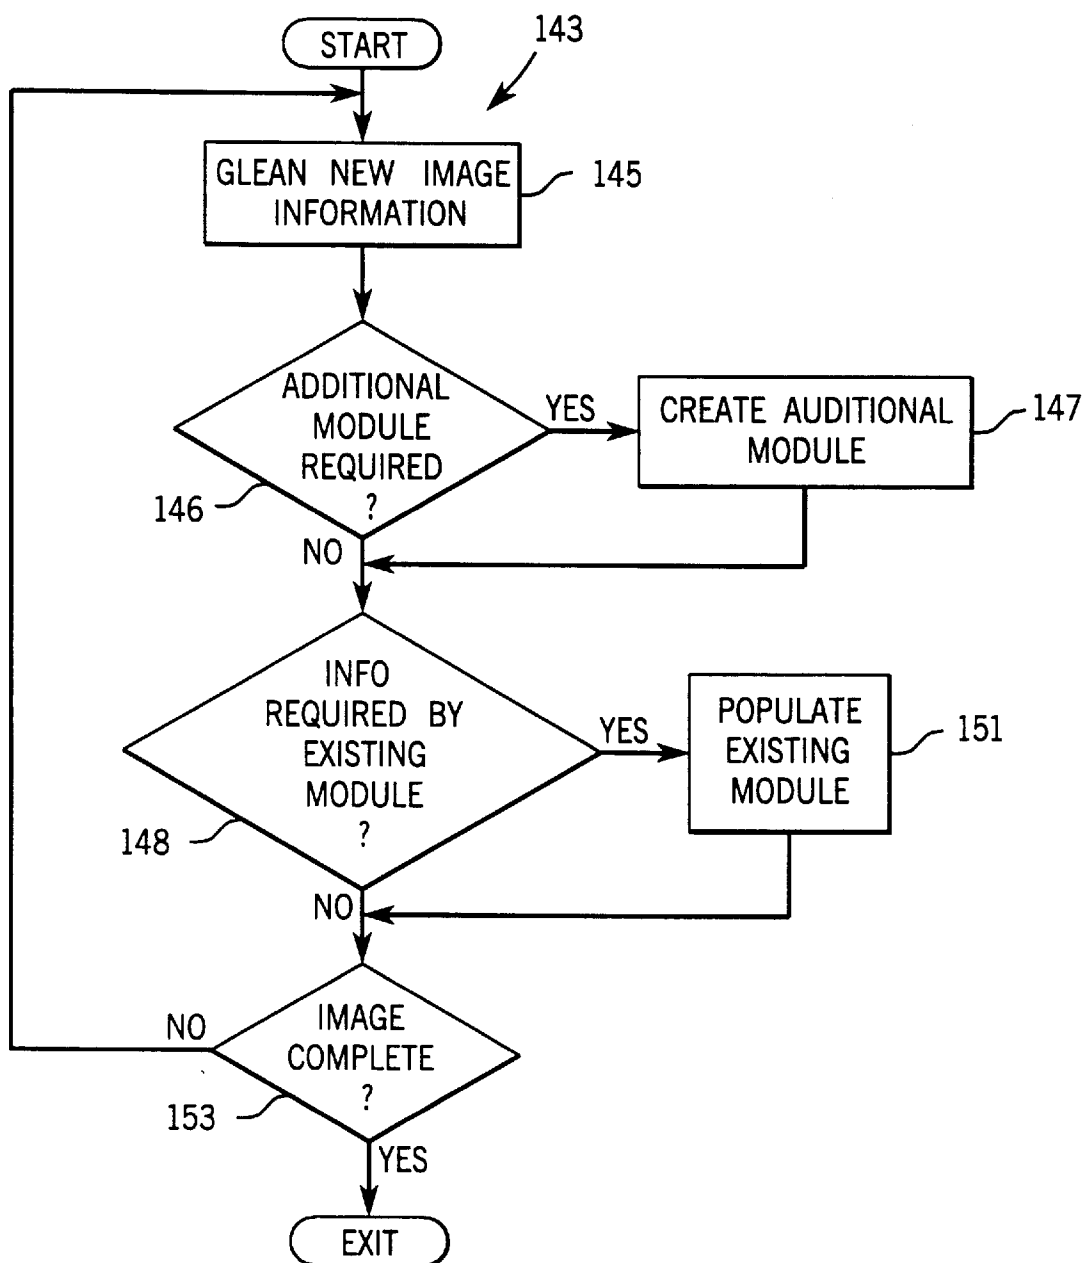 START
143
GLEAN NEW IMAGE
INFORMATION
145
ADDITIONAL
MODULE
REQUIRED
?
146
YES
CREATE AUDITIONAL
MODULE
147
NO
INFO
REQUIRED BY
EXISTING
MODULE
?
148
YES
POPULATE
EXISTING
MODULE
151
NO
IMAGE
COMPLETE
?
153
NO
YES
EXIT